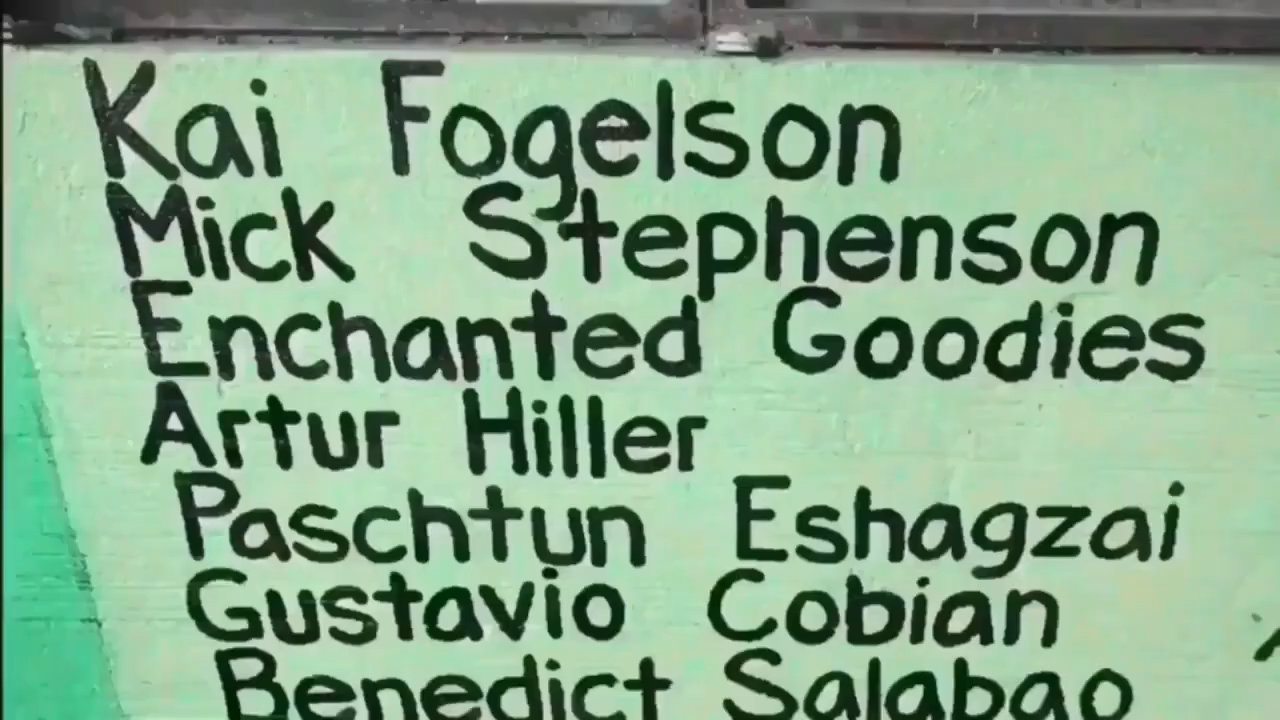 Kai Fogelson
Mick Stephenson
Enchanted Goodies
Artur Hiller
Paschtun Eshagzai
Gustavio Cobian
Benedict Salabao